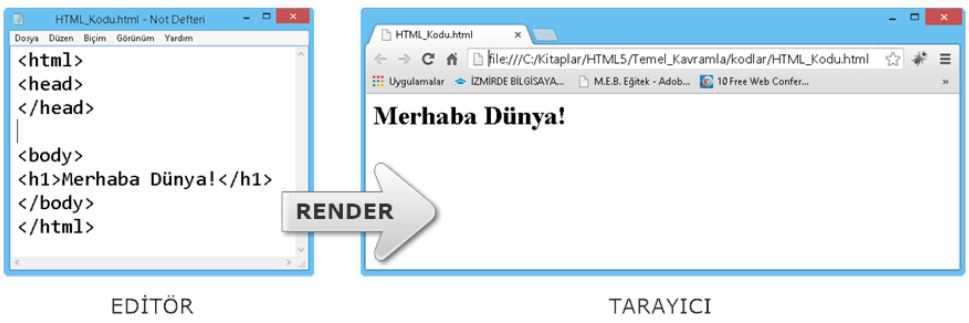 HTML_Kodu.html - Not Defteri
Dosya Düzen Biçim Görünüm Yardım
<html>
<head>
</head>
<body>
<h1>Merhaba Dünya!</h1>
</body>
</html>
EDİTÖR
RENDER
HTML_Kodu.html
file:///C:/Kitaplar/HTML5/Temel_Kavramla/kodlar/HTML_Kodu.html
Uygulamalar İZMİRDE BİLGİSAYA... M.E.B. Eğitek - Adob... 10 Free Web Confer... »
Merhaba Dünya!
TARAYICI